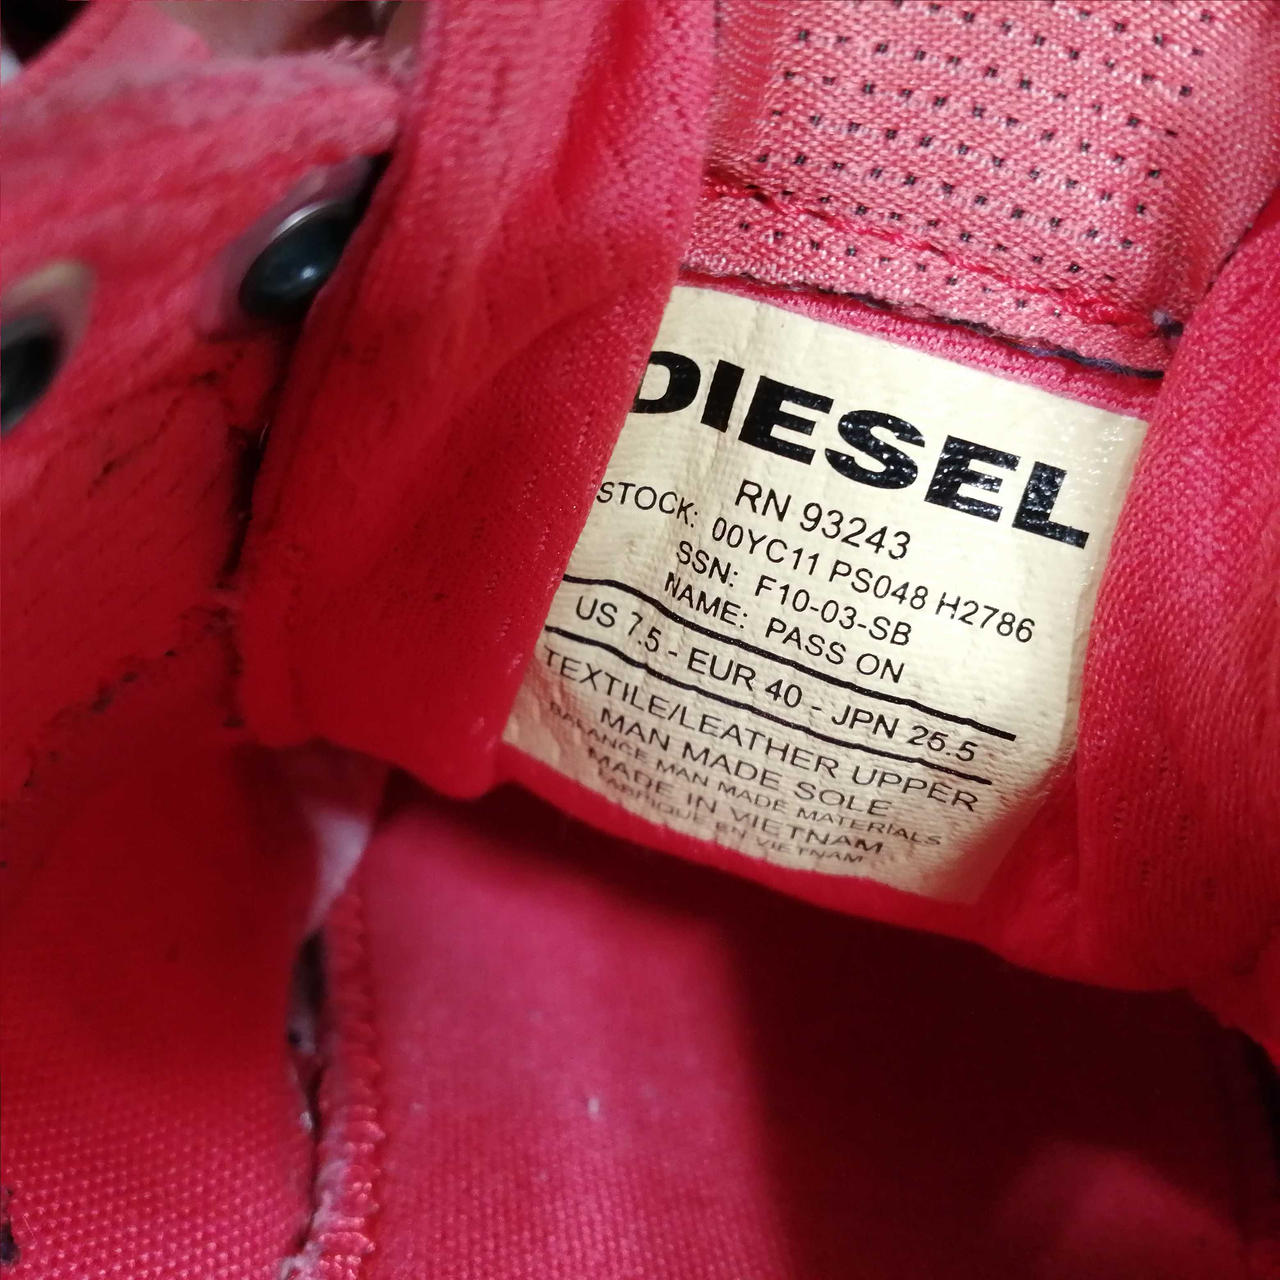 DIESEL
RN 93243
STOCK: 00YC11 PS048 H2786
SSN: F10-03-SB
NAME: PASS ON
US 7.5 - EUR 40 - JPN 25.5
TEXTILE/LEATHER UPPER
MAN MADE SOLE
BALANCE MAN MADE MATERIALS
MADE IN VIETNAM
FABRIQUE EN VIETNAM